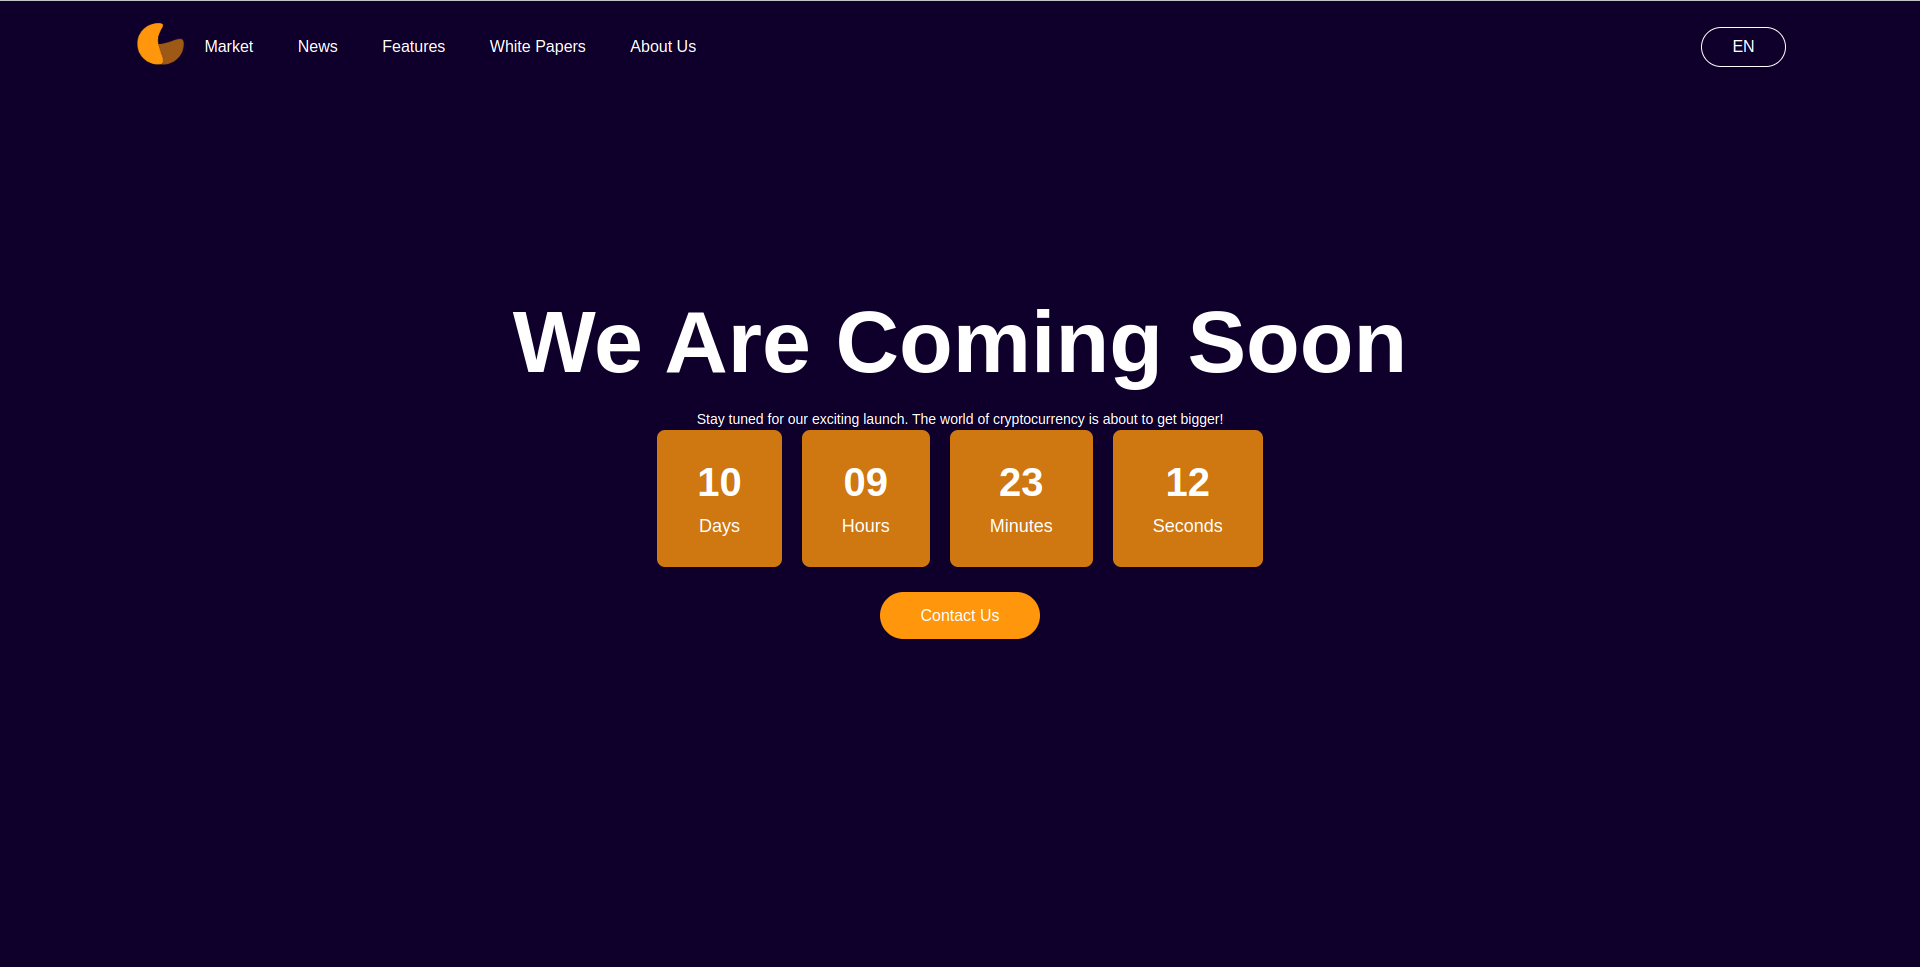 Market News Features White Papers About Us EN
We Are Coming Soon
Stay tuned for our exciting launch. The world of cryptocurrency is about to get bigger!
10 09 23 12
Days Hours Minutes Seconds
Contact Us